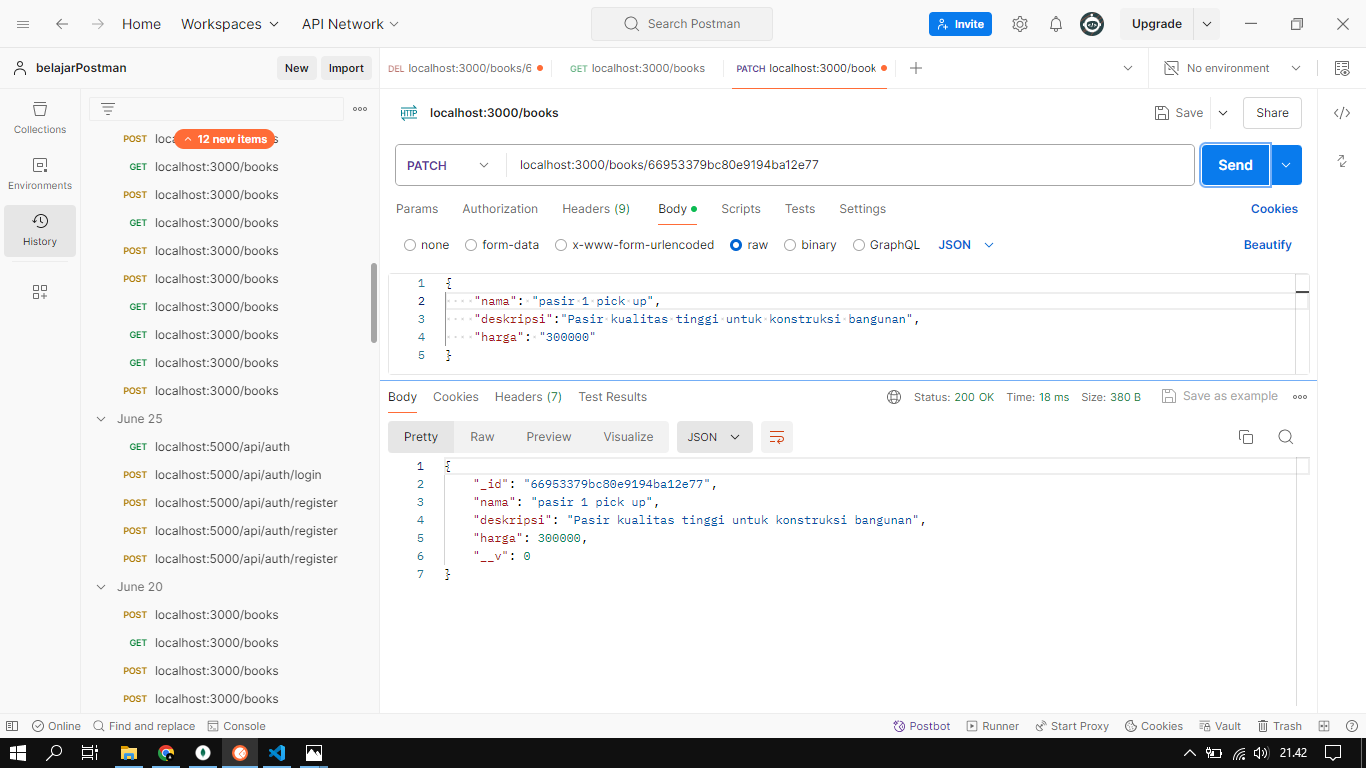 Home Workspaces API Network Search Postman Invite Upgrade
belajarPostman New Import DEL localhost:3000/books/6 GET localhost:3000/books PATCH localhost:3000/book No environment
Collections
Environments
History
12 new items
POST loca s
GET localhost:3000/books
POST localhost:3000/books
GET localhost:3000/books
POST localhost:3000/books
POST localhost:3000/books
GET localhost:3000/books
GET localhost:3000/books
GET localhost:3000/books
POST localhost:3000/books
June 25
GET localhost:5000/api/auth
POST localhost:5000/api/auth/login
POST localhost:5000/api/auth/register
POST localhost:5000/api/auth/register
POST localhost:5000/api/auth/register
June 20
POST localhost:3000/books
GET localhost:3000/books
POST localhost:3000/books
POST localhost:3000/books
HTTP localhost:3000/books Save Share
PATCH localhost:3000/books/66953379bc80e9194ba12e77 Send
Params Authorization Headers (9) Body Scripts Tests Settings Cookies
none form-data x-www-form-urlencoded raw binary GraphQL JSON Beautify
1 {
2 "nama": "pasir 1 pick up",
3 "deskripsi":"Pasir kualitas tinggi untuk konstruksi bangunan",
4 "harga": "300000"
5 }
Body Cookies Headers (7) Test Results Status: 200 OK Time: 18 ms Size: 380 B Save as example
Pretty Raw Preview Visualize JSON
1 {
2 "_id": "66953379bc80e9194ba12e77",
3 "nama": "pasir 1 pick up",
4 "deskripsi": "Pasir kualitas tinggi untuk konstruksi bangunan",
5 "harga": 300000,
6 "__v": 0
7 }
Online Find and replace Console Postbot Runner Start Proxy Cookies Vault Trash
21.42